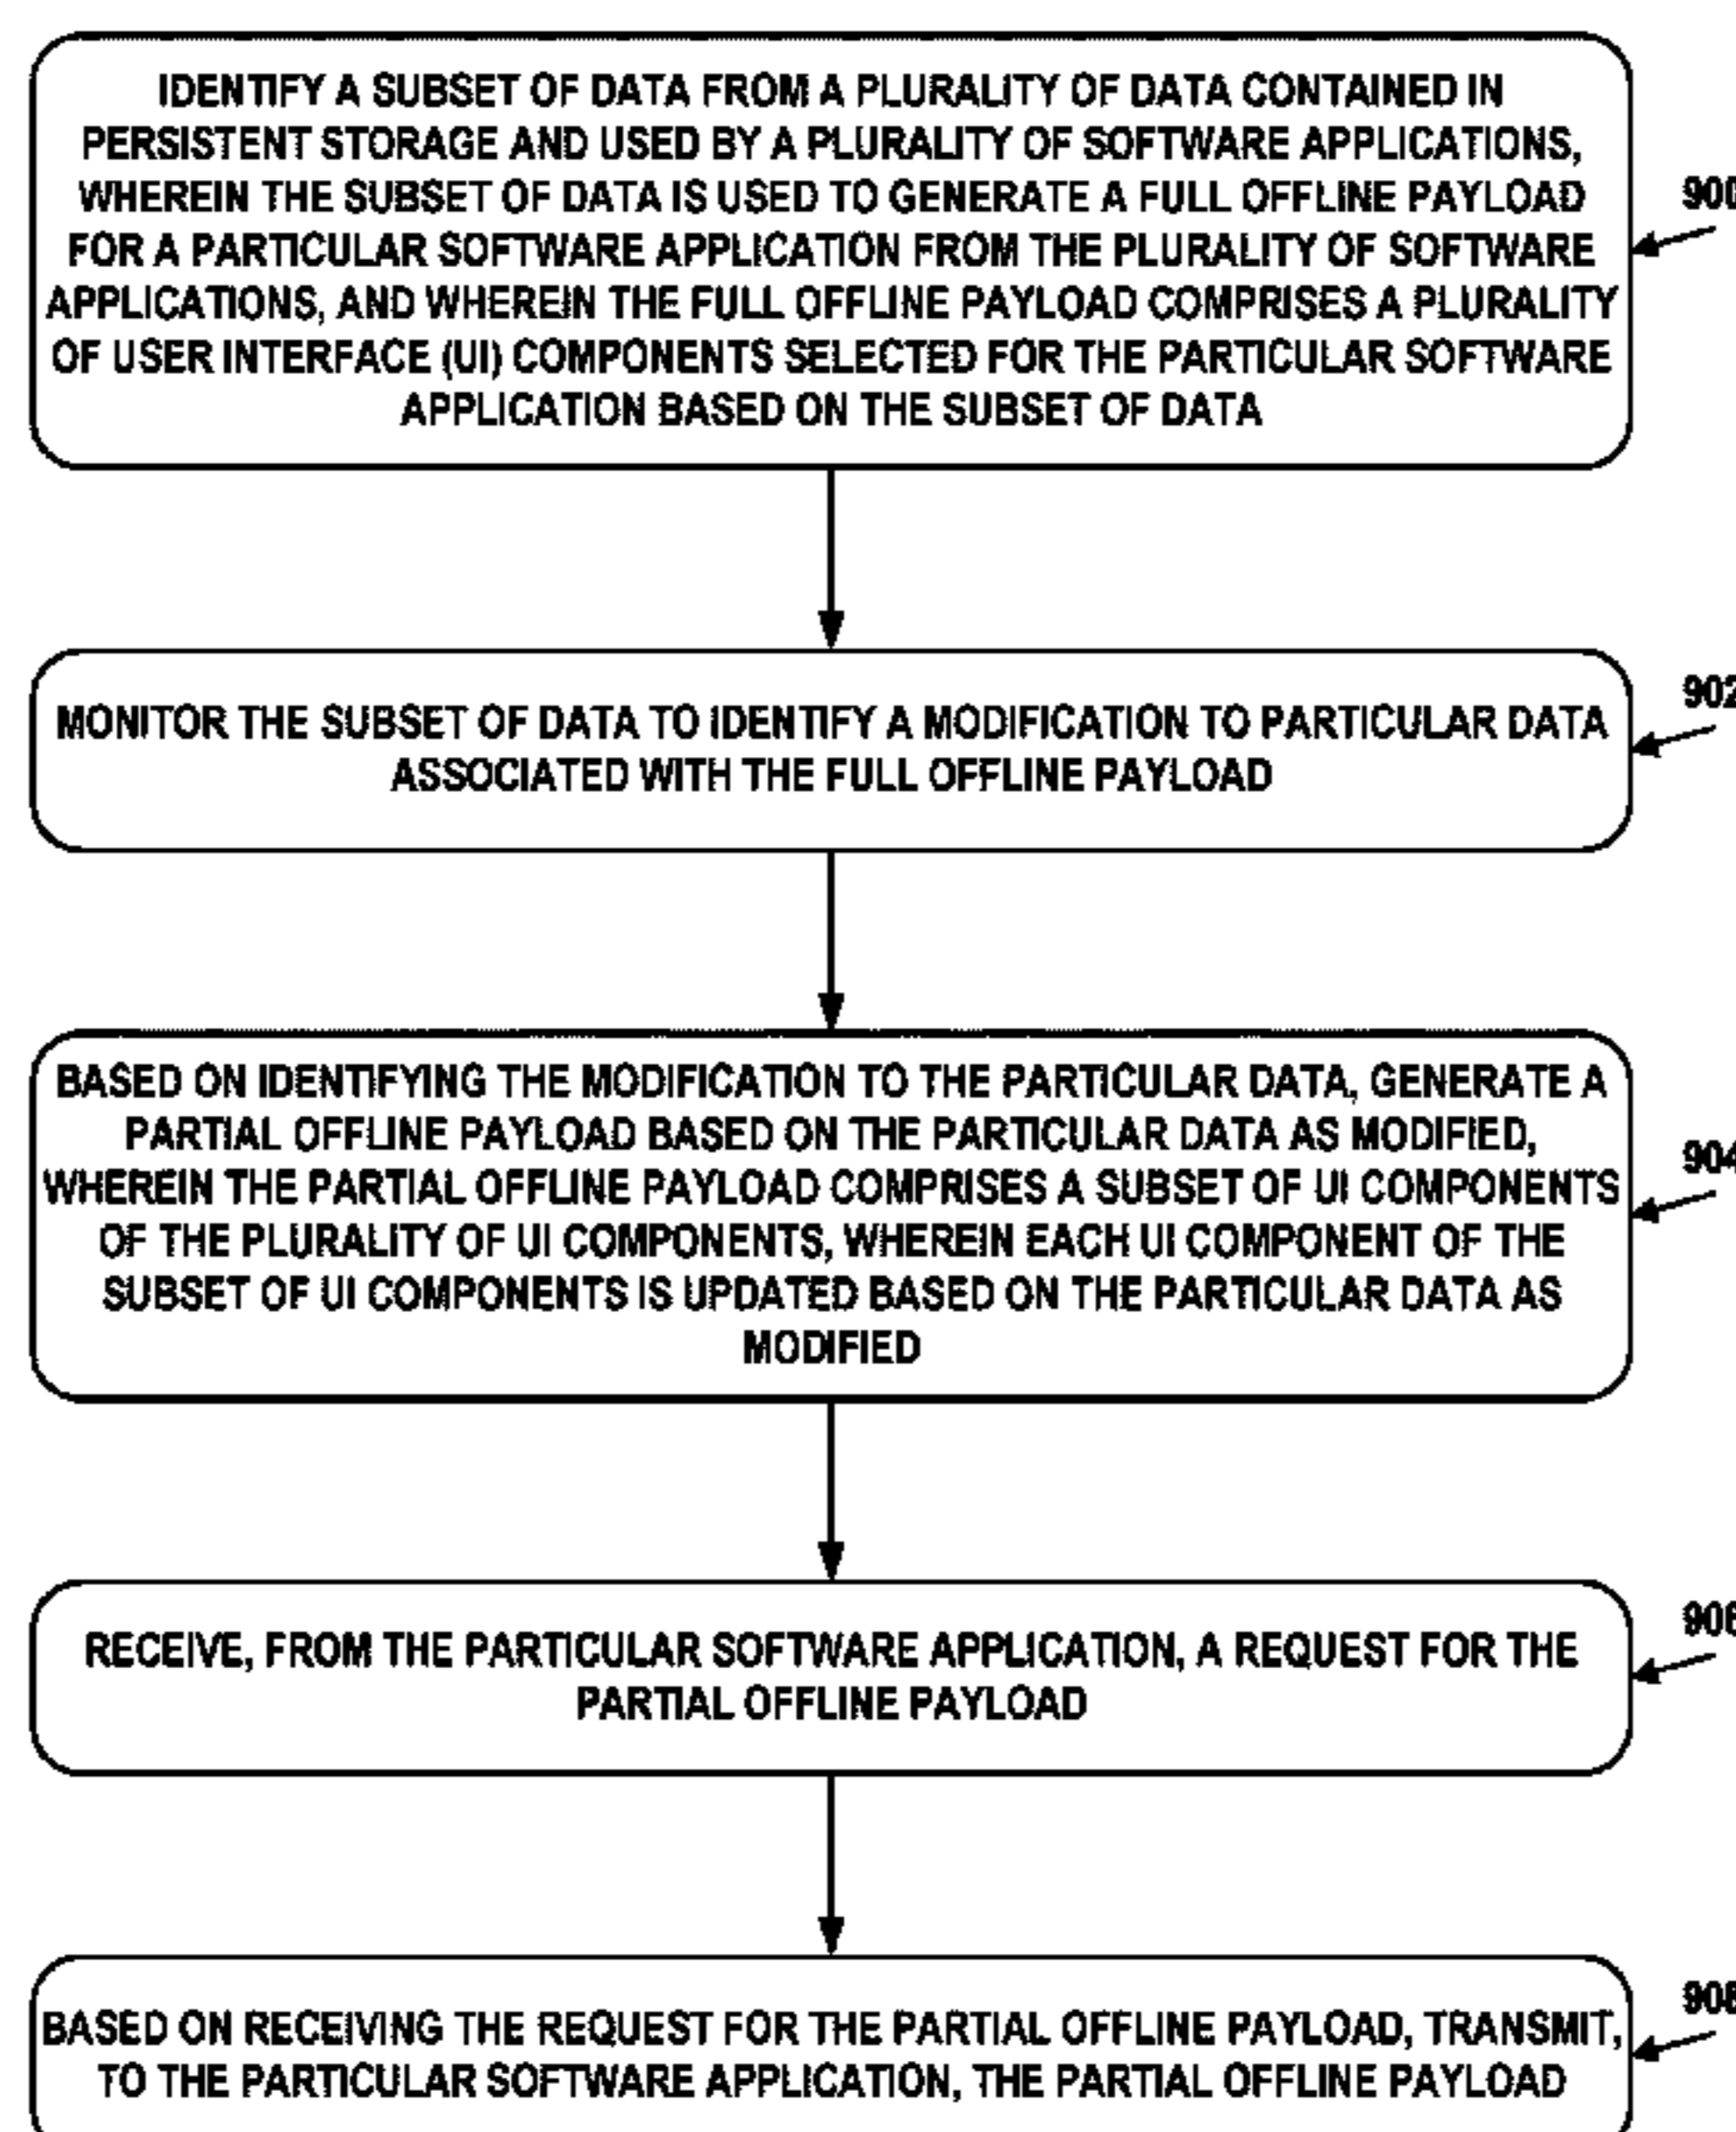 IDENTIFY A SUBSET OF DATA FROM A PLURALITY OF DATA CONTAINED IN
PERSISTENT STORAGE AND USED BY A PLURALITY OF SOFTWARE APPLICATIONS,
WHEREIN THE SUBSET OF DATA IS USED TO GENERATE A FULL OFFLINE PAYLOAD
FOR A PARTICULAR SOFTWARE APPLICATION FROM THE PLURALITY OF SOFTWARE
APPLICATIONS, AND WHEREIN THE FULL OFFLINE PAYLOAD COMPRISES A PLURALITY
OF USER INTERFACE (UI) COMPONENTS SELECTED FOR THE PARTICULAR SOFTWARE
APPLICATION BASED ON THE SUBSET OF DATA
900
MONITOR THE SUBSET OF DATA TO IDENTIFY A MODIFICATION TO PARTICULAR DATA
ASSOCIATED WITH THE FULL OFFLINE PAYLOAD
902
BASED ON IDENTIFYING THE MODIFICATION TO THE PARTICULAR DATA, GENERATE A
PARTIAL OFFLINE PAYLOAD BASED ON THE PARTICULAR DATA AS MODIFIED,
WHEREIN THE PARTIAL OFFLINE PAYLOAD COMPRISES A SUBSET OF UI COMPONENTS
OF THE PLURALITY OF UI COMPONENTS, WHEREIN EACH UI COMPONENT OF THE
SUBSET OF UI COMPONENTS IS UPDATED BASED ON THE PARTICULAR DATA AS
MODIFIED
904
RECEIVE, FROM THE PARTICULAR SOFTWARE APPLICATION, A REQUEST FOR THE
PARTIAL OFFLINE PAYLOAD
906
BASED ON RECEIVING THE REQUEST FOR THE PARTIAL OFFLINE PAYLOAD, TRANSMIT,
TO THE PARTICULAR SOFTWARE APPLICATION, THE PARTIAL OFFLINE PAYLOAD
908